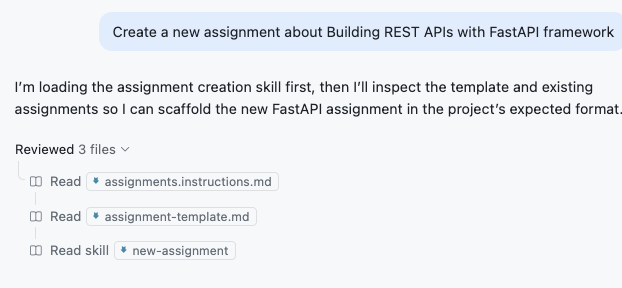 Create a new assignment about Building REST APIs with FastAPI framework
I'm loading the assignment creation skill first, then I'll inspect the template and existing
assignments so I can scaffold the new FastAPI assignment in the project's expected format.
Reviewed 3 files
Read assignments.instructions.md
Read assignment-template.md
Read skill new-assignment